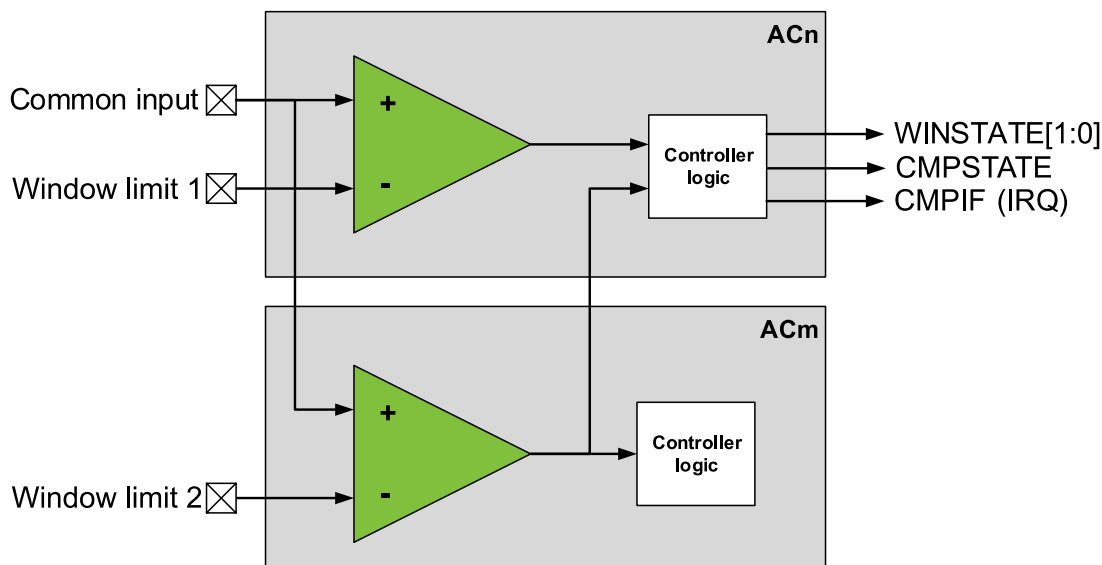 ACn
Common input
+
WINSTATE[1:0]
Controller
logic
CMPSTATE
Window limit 1
-
CMPIF (IRQ)
ACm
+
Controller
logic
Window limit 2
-